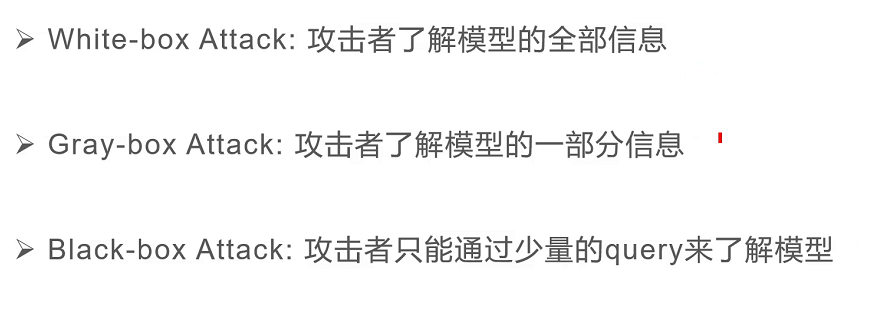 ➢ White-box Attack: 攻击者了解模型的全部信息
➢ Gray-box Attack: 攻击者了解模型的一部分信息
➢ Black-box Attack: 攻击者只能通过少量的query来了解模型